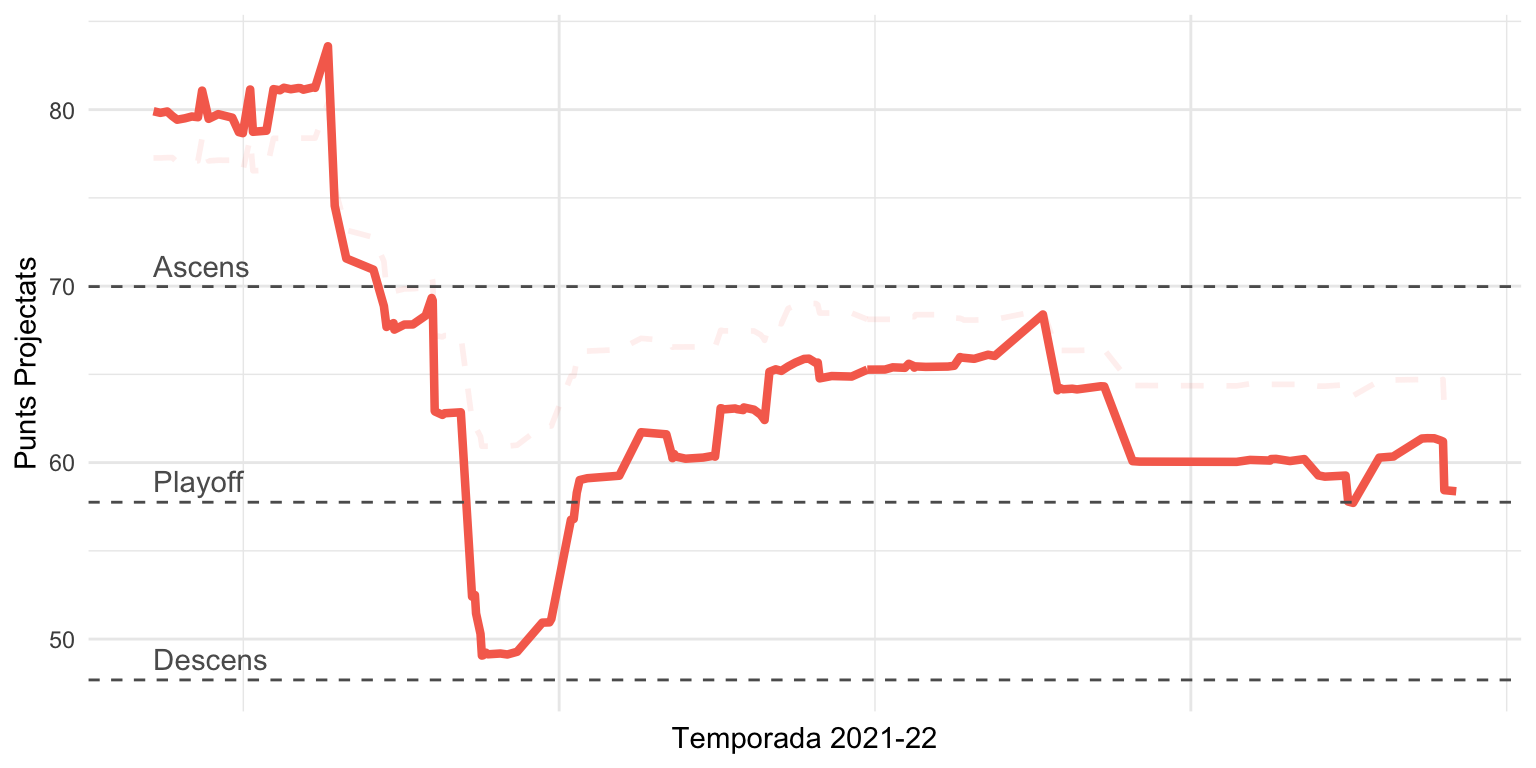 80
Ascens
70
Punts Projectats
Playoff
60
50
Descens
Temporada 2021-22